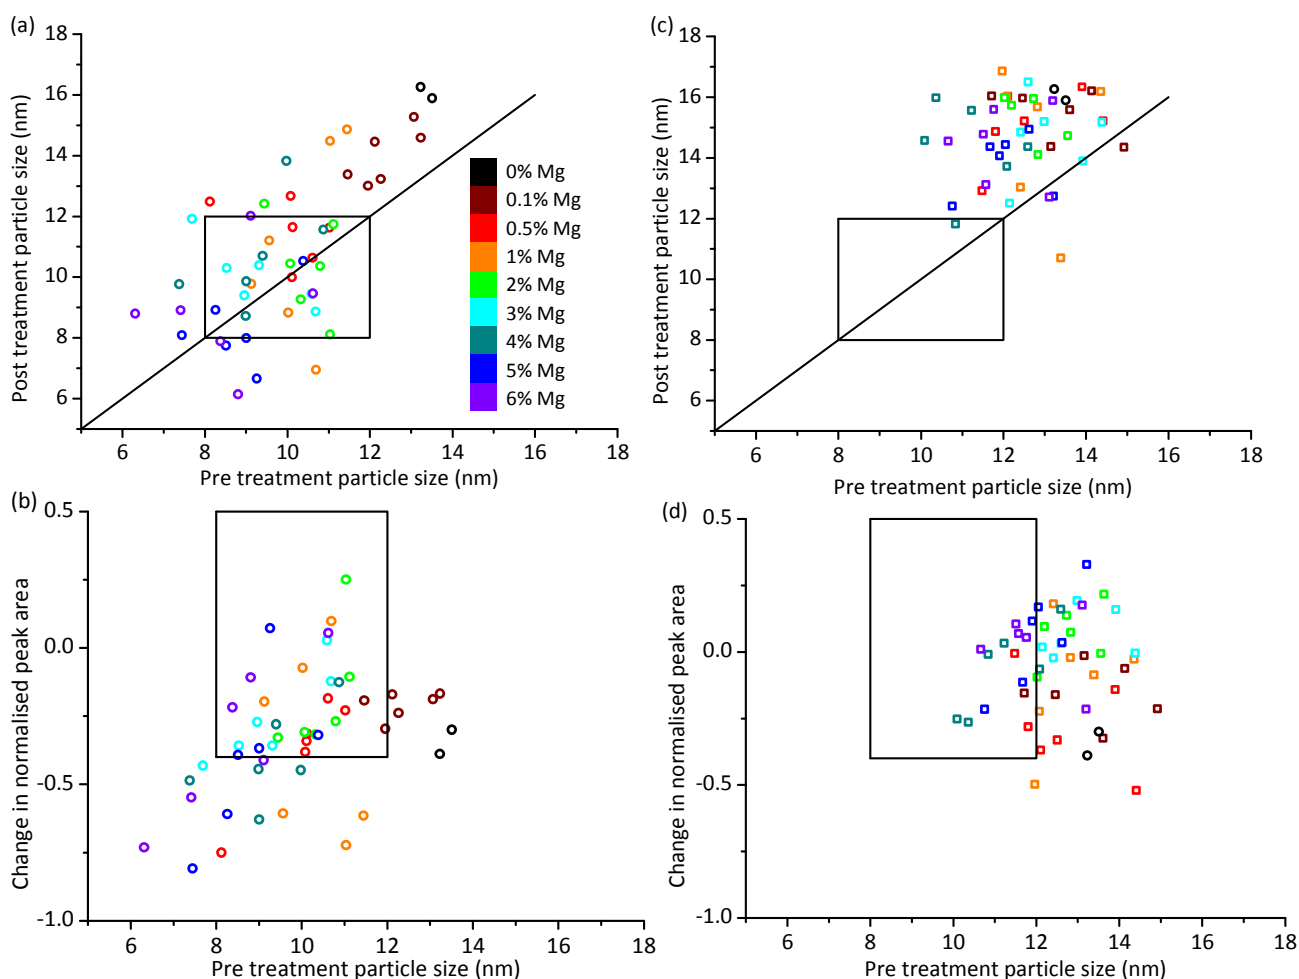 (a)
18
16
14
12
10
8
6
6 8 10 12 14 16 18
Post treatment particle size (nm)
Pre treatment particle size (nm)
0% Mg
0.1% Mg
0.5% Mg
1% Mg
2% Mg
3% Mg
4% Mg
5% Mg
6% Mg
(c)
18
16
14
12
10
8
6
6 8 10 12 14 16 18
Post treatment particle size (nm)
Pre treatment particle size (nm)
(b)
0.5
0.0
-0.5
-1.0
6 8 10 12 14 16 18
Change in normalised peak area
Pre treatment particle size (nm)
(d)
0.5
0.0
-0.5
-1.0
6 8 10 12 14 16 18
Change in normalised peak area
Pre treatment particle size (nm)